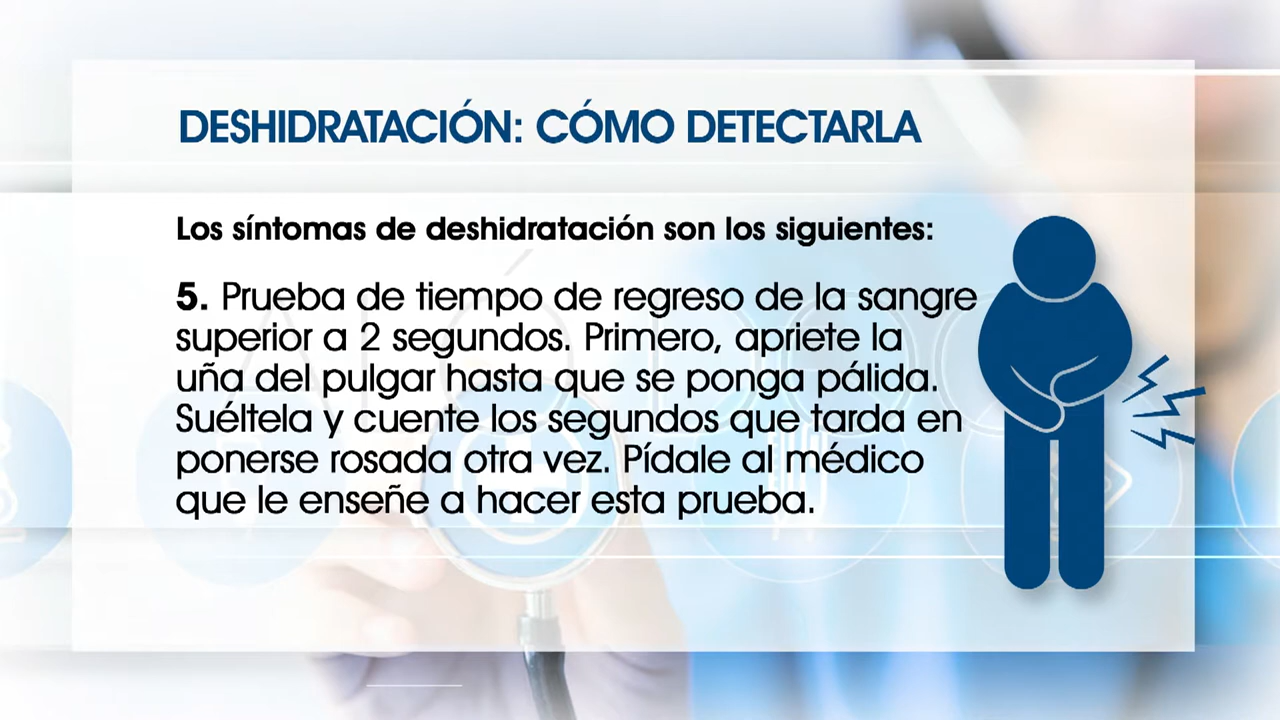 DESHIDRATACIÓN: CÓMO DETECTARLA
Los síntomas de deshidratación son los siguientes:
5. Prueba de tiempo de regreso de la sangre
superior a 2 segundos. Primero, apriete la
uña del pulgar hasta que se ponga pálida.
Suéltela y cuente los segundos que tarda en
ponerse rosada otra vez. Pídale al médico
que le enseñe a hacer esta prueba.